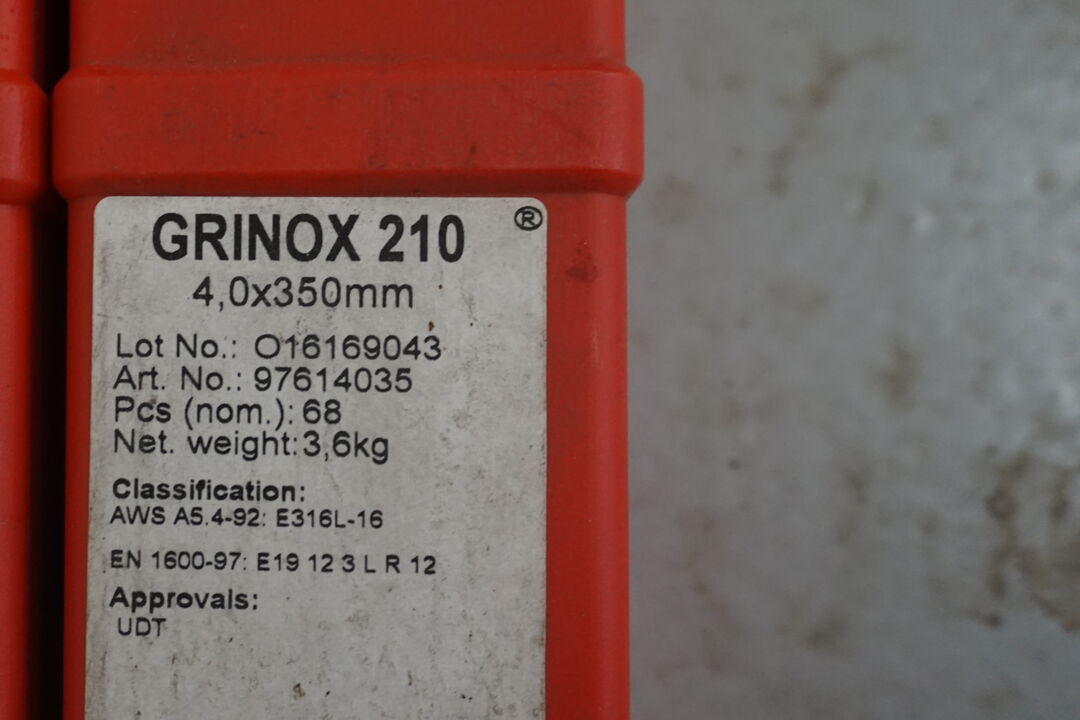 GRINOX 210 ®
4,0x350mm
Lot No.: O16169043
Art. No.: 97614035
Pcs (nom.): 68
Net. weight: 3,6kg
Classification:
AWS A5.4-92: E316L-16
EN 1600-97: E19 12 3 L R 12
Approvals:
UDT